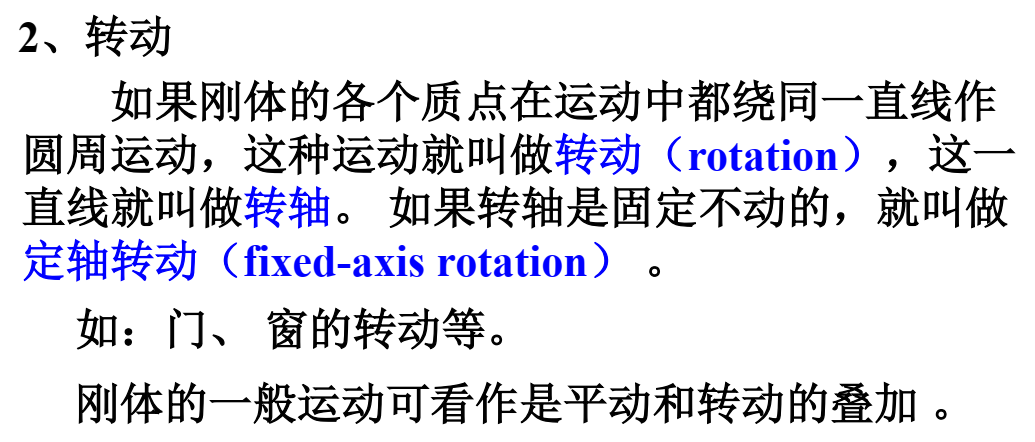 2、转动
如果刚体的各个质点在运动中都绕同一直线作
圆周运动，这种运动就叫做转动（rotation），这一
直线就叫做转轴。 如果转轴是固定不动的，就叫做
定轴转动（fixed-axis rotation） 。
如：门、 窗的转动等。
刚体的一般运动可看作是平动和转动的叠加 。